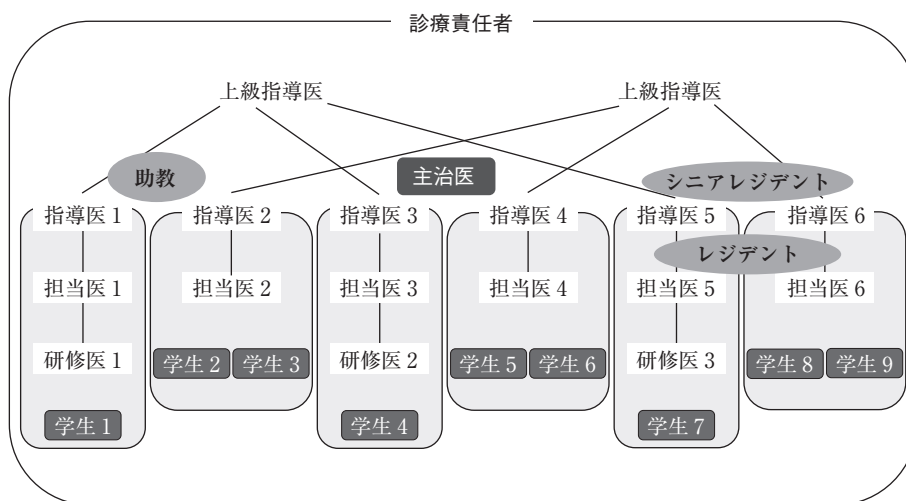 診療責任者
上級指導医 上級指導医
助教 主治医 シニアレジデント
指導医 1 指導医 2 指導医 3 指導医 4 指導医 5 指導医 6
レジデント
担当医 1 担当医 2 担当医 3 担当医 4 担当医 5 担当医 6
研修医 1 学生 2 学生 3 研修医 2 学生 5 学生 6 研修医 3 学生 8 学生 9
学生 1 学生 4 学生 7